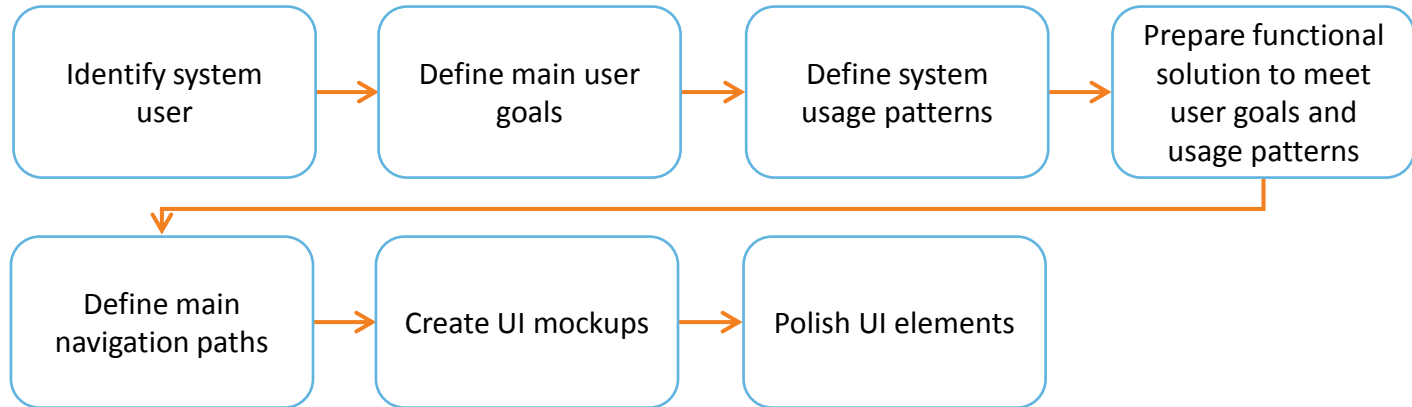 Identify system
user
Define main user
goals
Define system
usage patterns
Prepare functional
solution to meet
user goals and
usage patterns
Define main
navigation paths
Create UI mockups
Polish UI elements